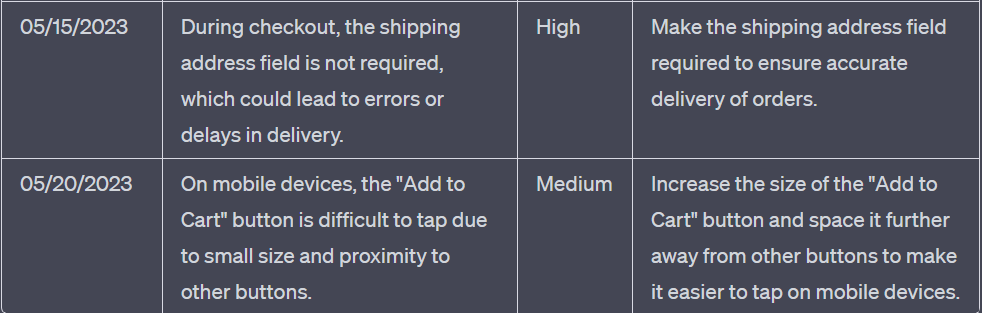 05/15/2023
During checkout, the shipping
address field is not required,
which could lead to errors or
delays in delivery.
High
Make the shipping address field
required to ensure accurate
delivery of orders.
05/20/2023
On mobile devices, the "Add to
Cart" button is difficult to tap due
to small size and proximity to
other buttons.
Medium
Increase the size of the "Add to
Cart" button and space it further
away from other buttons to make
it easier to tap on mobile devices.